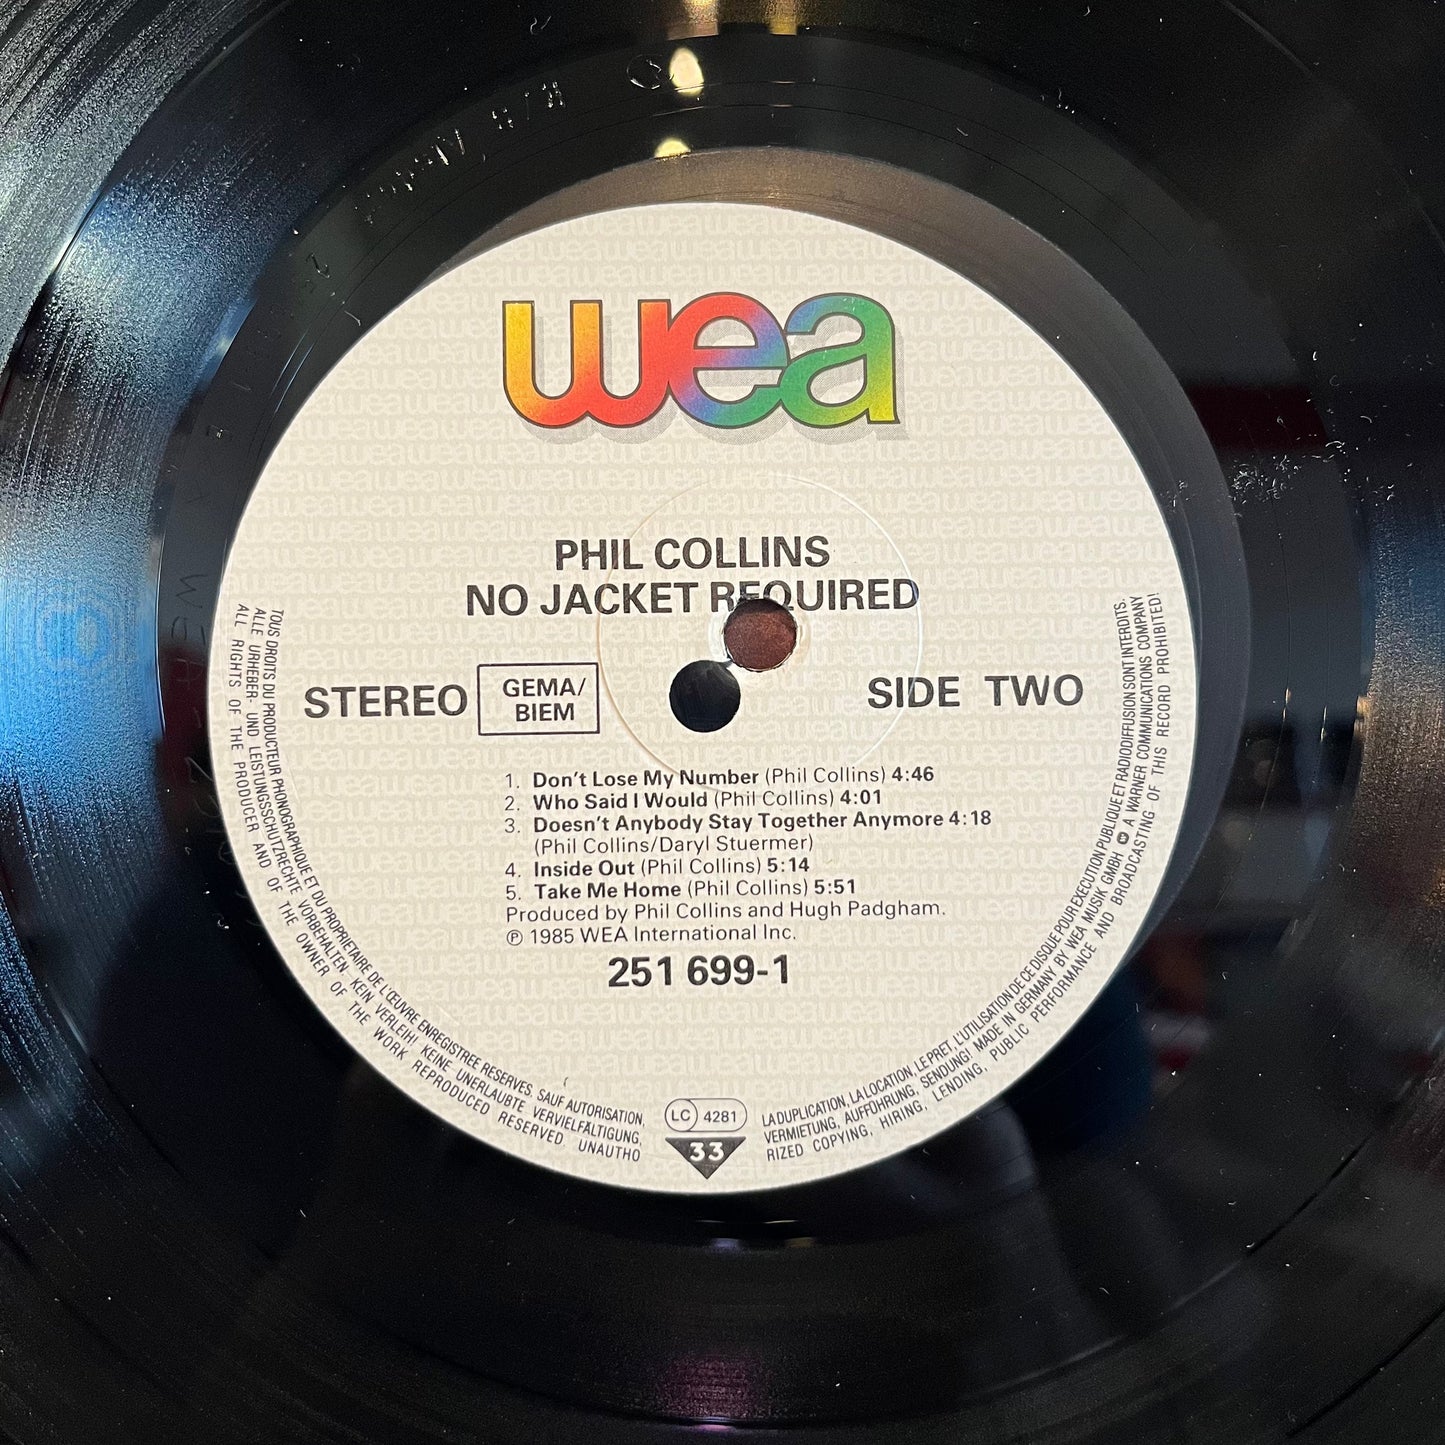 wea
PHIL COLLINS
NO JACKET REQUIRED
STEREO
GEMA/
BIEM
SIDE TWO
1. Don't Lose My Number (Phil Collins) 4:46
2. Who Said I Would (Phil Collins) 4:01
3. Doesn't Anybody Stay Together Anymore 4:18
(Phil Collins/Daryl Stuermer)
4. Inside Out (Phil Collins) 5:14
5. Take Me Home (Phil Collins) 5:51
Produced by Phil Collins and Hugh Padgham.
℗ 1985 WEA International Inc.
251 699-1
TOUS DROITS DU PRODUCTEUR PHONOGRAPHIQUE ET DU PROPRIETAIRE DE L'ŒUVRE ENREGISTREE RESERVES. SAUF AUTORISATION,
LA DUPLICATION, LA LOCATION, LE PRET, L'UTILISATION DE CE DISQUE POUR EXECUTION PUBLIQUE ET RADIODIFFUSION SONT INTERDITS.
ALLE URHEBER- UND LEISTUNGSSCHUTZRECHTE VORBEHALTEN. KEIN VERLEIH! KEINE UNERLAUBTE VERVIELFÄLTIGUNG,
VERMIETUNG, AUFFÜHRUNG, SENDUNG! MADE IN GERMANY BY WEA MUSIK GMBH A WARNER COMMUNICATIONS COMPANY
ALL RIGHTS OF THE PRODUCER AND OF THE OWNER OF THE WORK REPRODUCED RESERVED UNAUTHO
RIZED COPYING, HIRING, LENDING, PUBLIC PERFORMANCE AND BROADCASTING OF THIS RECORD PROHIBITED!
LC 4281
33